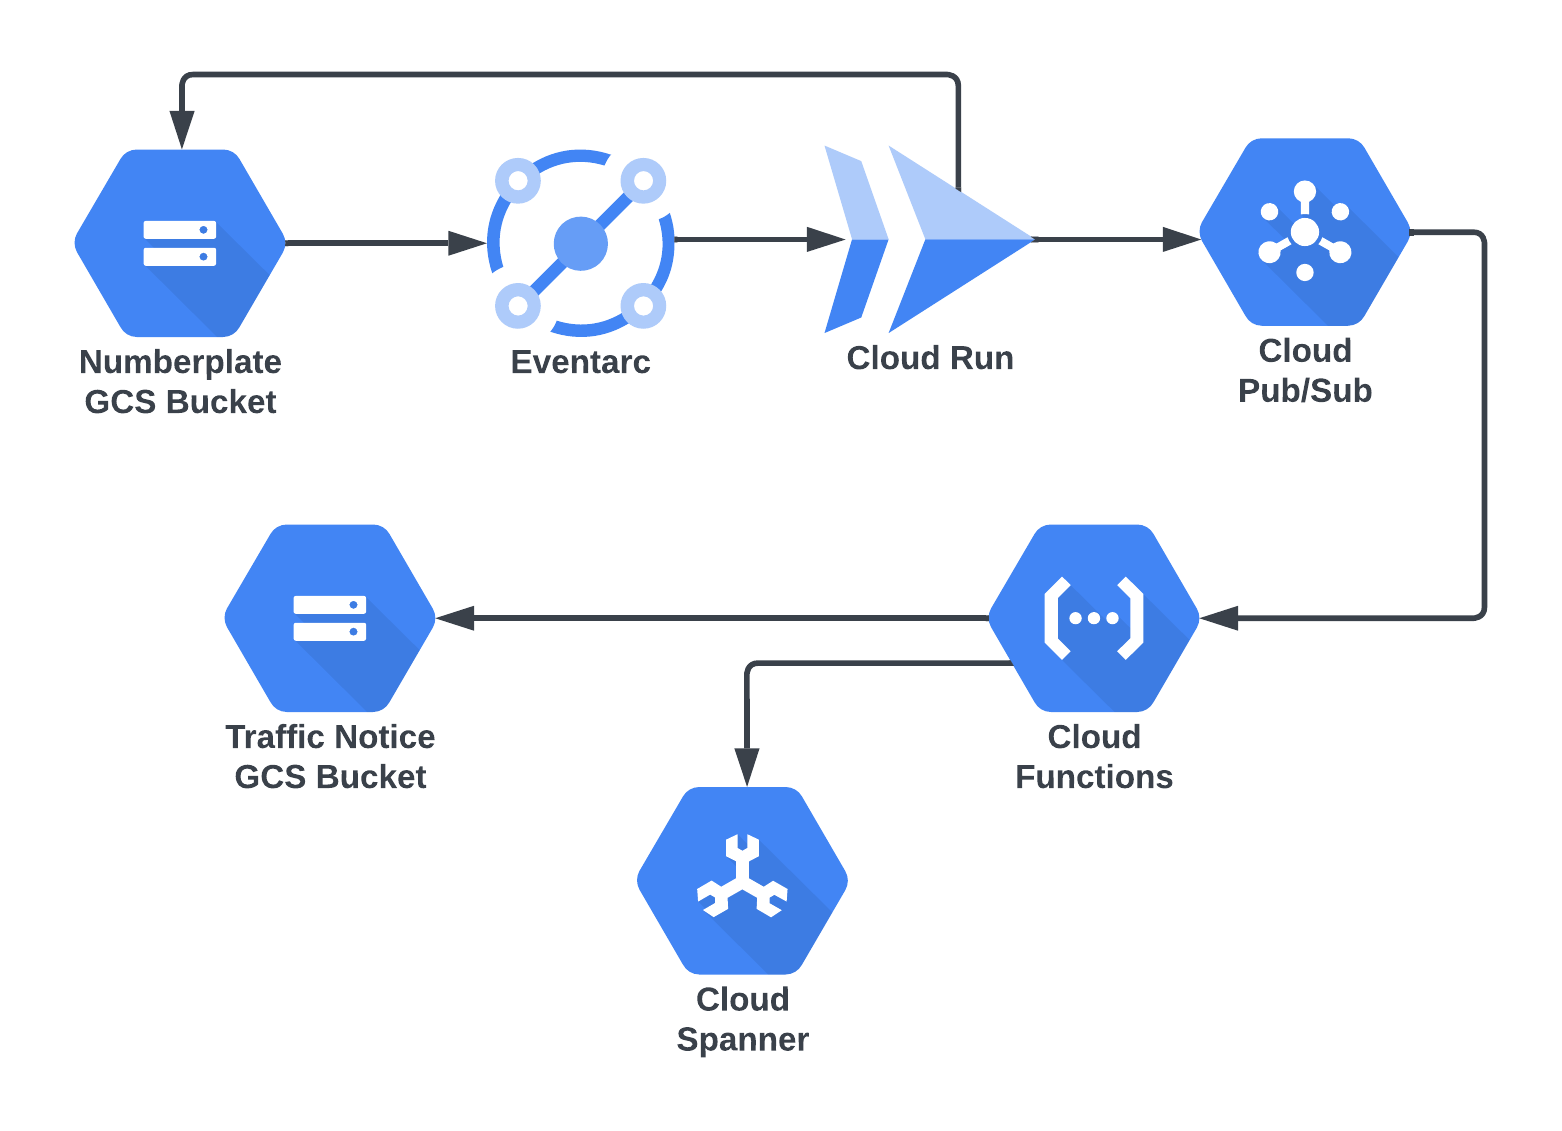 Numberplate
GCS Bucket
Eventarc
Cloud Run
Cloud
Pub/Sub
Traffic Notice
GCS Bucket
Cloud
Functions
Cloud
Spanner